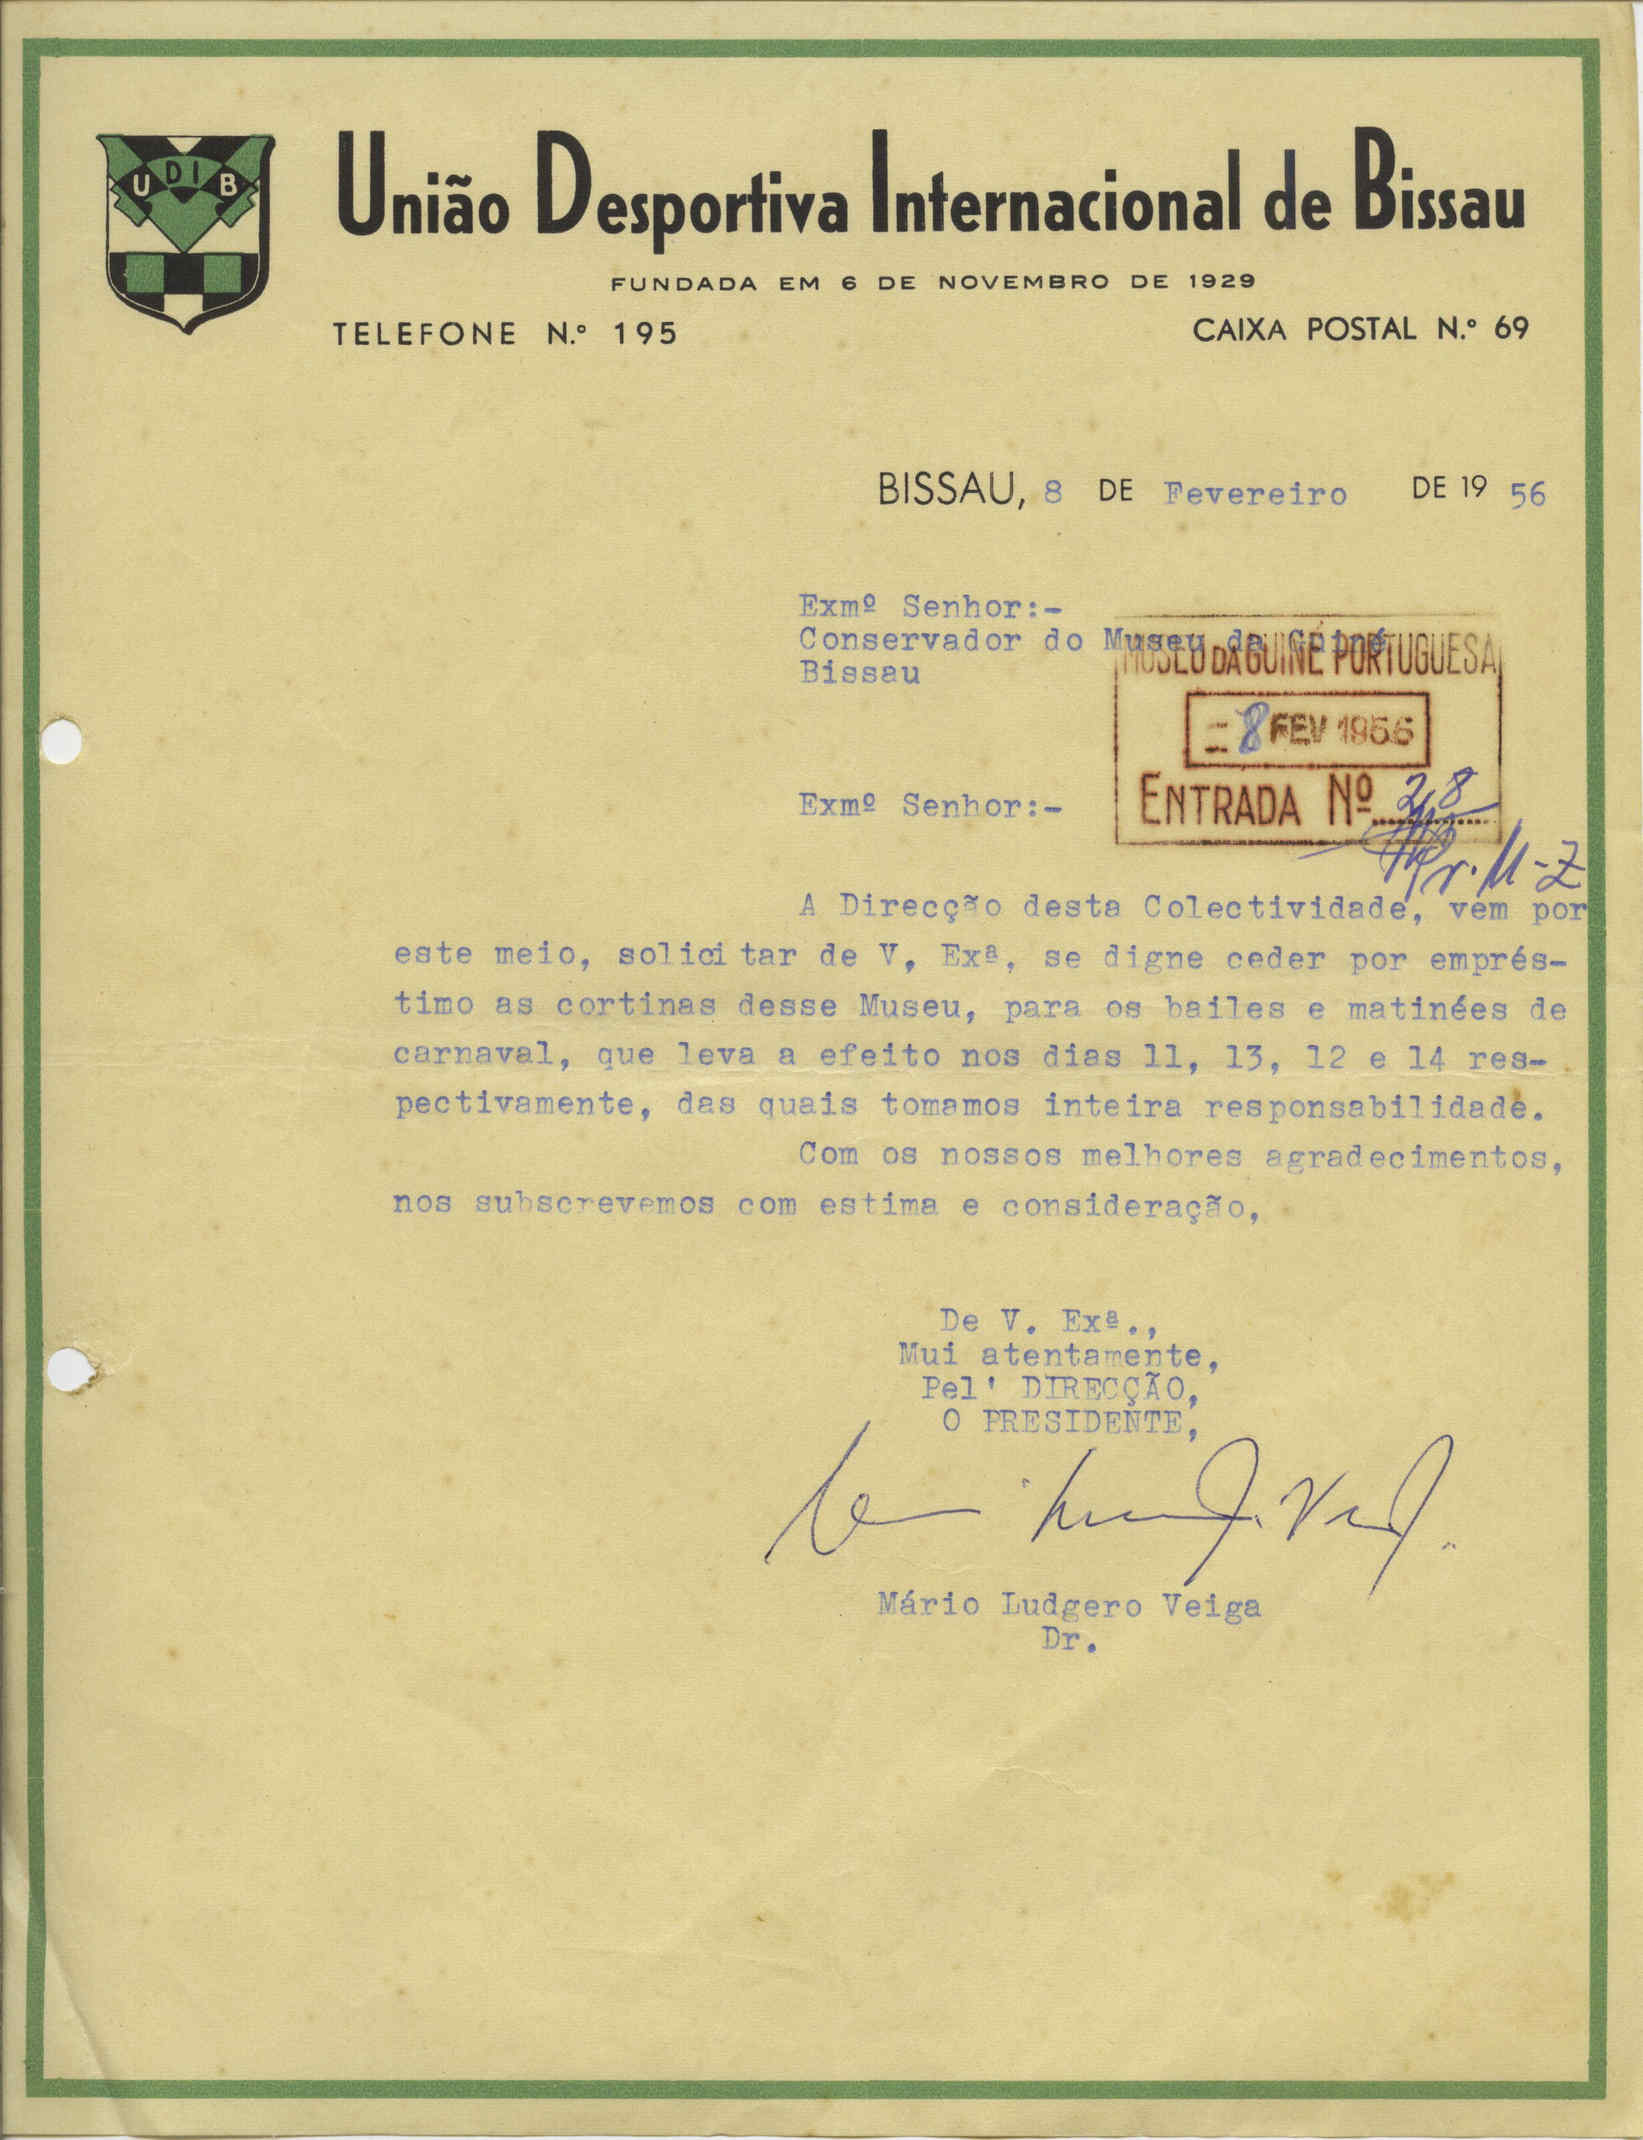 UDIB
União Desportiva Internacional de Bissau
FUNDADA EM 6 DE NOVEMBRO DE 1929
TELEFONE N.º 195 CAIXA POSTAL N.º 69
BISSAU, 8 DE Fevereiro DE 19 56
Exmº Senhor:-
Conservador do Museu da Guiné
Bissau
MUSEU DA GUINÉ PORTUGUESA
-8 FEV 1956
ENTRADA Nº 28
Pr. M-Z
Exmº Senhor:-
A Direcção desta Colectividade, vem por
este meio, solicitar de V, Exª, se digne ceder por emprés-
timo as cortinas desse Museu, para os bailes e matinées de
carnaval, que leva a efeito nos dias 11, 13, 12 e 14 res-
pectivamente, das quais tomamos inteira responsabilidade.
Com os nossos melhores agradecimentos,
nos subscrevemos com estima e consideração,
De V. Exª.,
Mui atentamente,
Pel' DIRECÇÃO,
O PRESIDENTE,
Mário Ludgero Veiga
Dr.